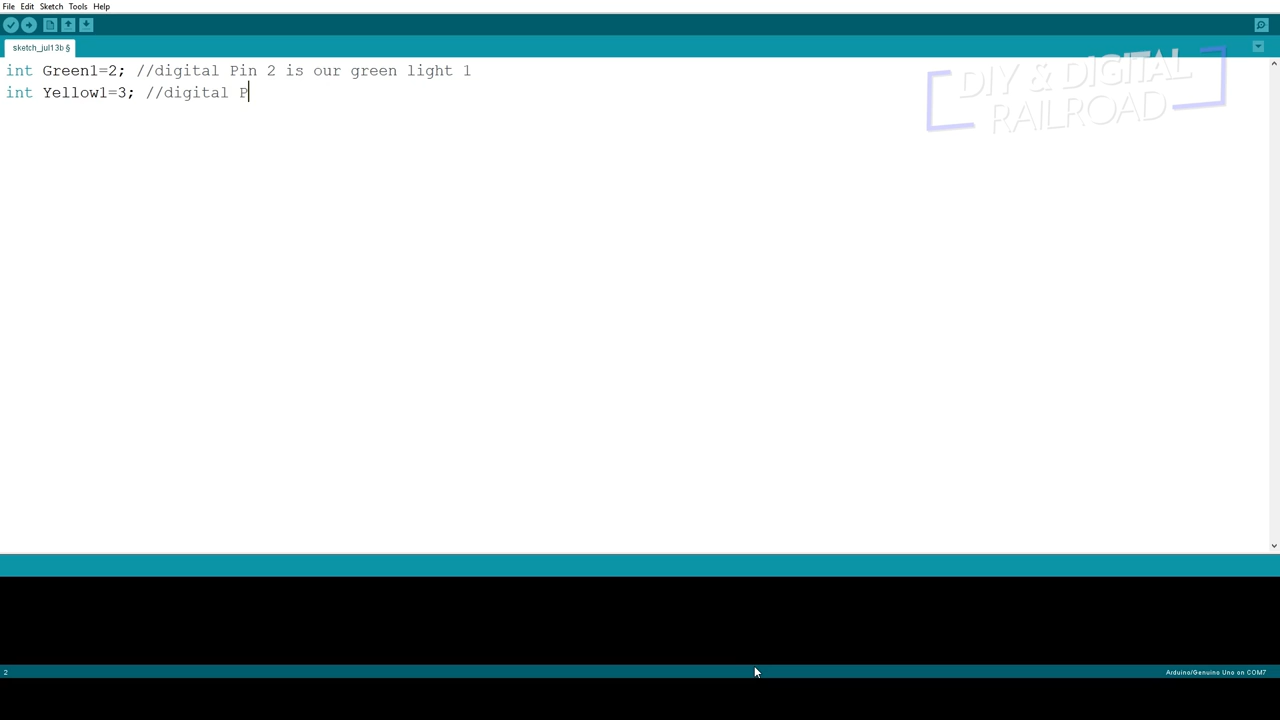 File Edit Sketch Tools Help
sketch_jul13b §
DIY & DIGITAL
RAILROAD
int Green1=2; //digital Pin 2 is our green light 1
int Yellow1=3; //digital P
2
Arduino/Genuino Uno on COM7